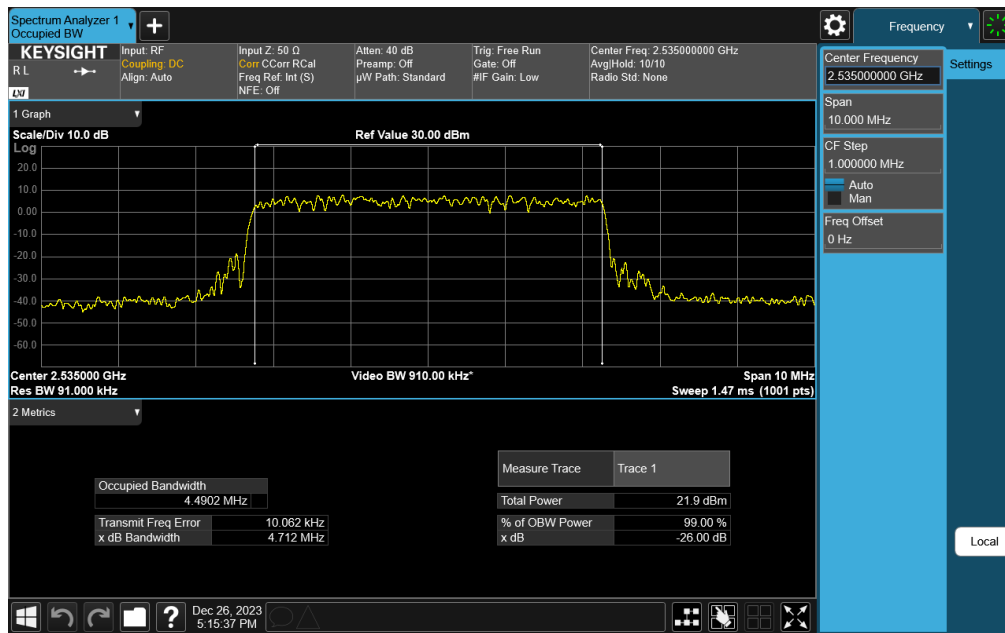 Spectrum Analyzer 1
Occupied BW
Frequency
KEYSIGHT
R L
LXI
Input: RF
Coupling: DC
Align: Auto
Input Z: 50 Ω
Corr CCorr RCal
Freq Ref: Int (S)
NFE: Off
Atten: 40 dB
Preamp: Off
µW Path: Standard
Trig: Free Run
Gate: Off
#IF Gain: Low
Center Freq: 2.535000000 GHz
Avg|Hold: 10/10
Radio Std: None
Center Frequency
2.535000000 GHz
Settings
Span
10.000 MHz
CF Step
1.000000 MHz
Auto
Man
Freq Offset
0 Hz
1 Graph
Scale/Div 10.0 dB
Ref Value 30.00 dBm
Log
20.0
10.0
0.00
-10.0
-20.0
-30.0
-40.0
-50.0
-60.0
Center 2.535000 GHz
Video BW 910.00 kHz*
Span 10 MHz
Res BW 91.000 kHz
Sweep 1.47 ms (1001 pts)
2 Metrics
Measure Trace
Trace 1
Occupied Bandwidth
4.4902 MHz
Total Power
21.9 dBm
Transmit Freq Error
10.062 kHz
% of OBW Power
99.00 %
x dB Bandwidth
4.712 MHz
x dB
-26.00 dB
Local
?
Dec 26, 2023
5:15:37 PM